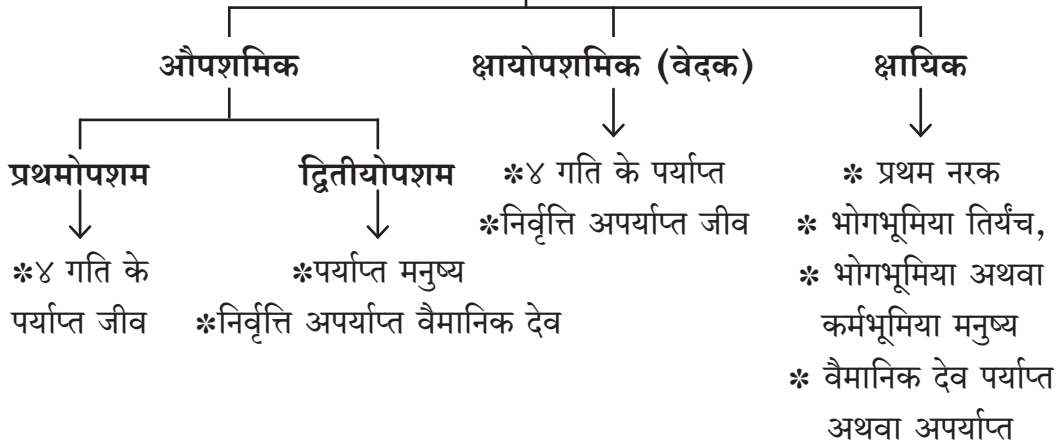 औपशमिक
क्षायोपशमिक (वेदक)
क्षायिक
प्रथमोपशम
द्वितीयोपशम
*४ गति के
पर्याप्त जीव
*पर्याप्त मनुष्य
*निर्वृत्ति अपर्याप्त वैमानिक देव
*४ गति के पर्याप्त
*निर्वृत्ति अपर्याप्त जीव
* प्रथम नरक
* भोगभूमिया तिर्यंच,
* भोगभूमिया अथवा
कर्मभूमिया मनुष्य
* वैमानिक देव पर्याप्त
अथवा अपर्याप्त